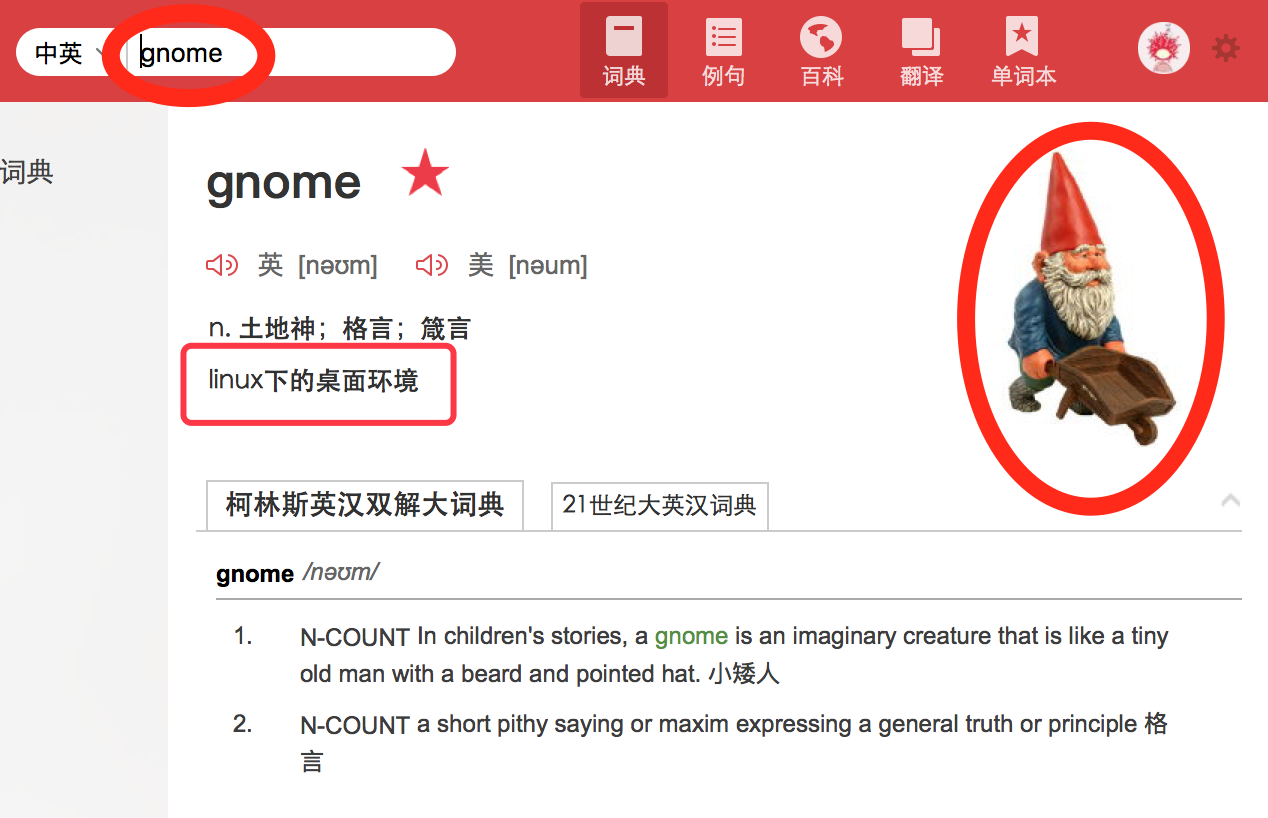 中英 gnome 词典 例句 百科 翻译 单词本
词典
gnome
英 [nəʊm] 美 [nəum]
n. 土地神；格言；箴言
linux下的桌面环境
柯林斯英汉双解大词典 21世纪大英汉词典
gnome /nəʊm/
1. N-COUNT In children's stories, a gnome is an imaginary creature that is like a tiny
old man with a beard and pointed hat. 小矮人
2. N-COUNT a short pithy saying or maxim expressing a general truth or principle 格
言